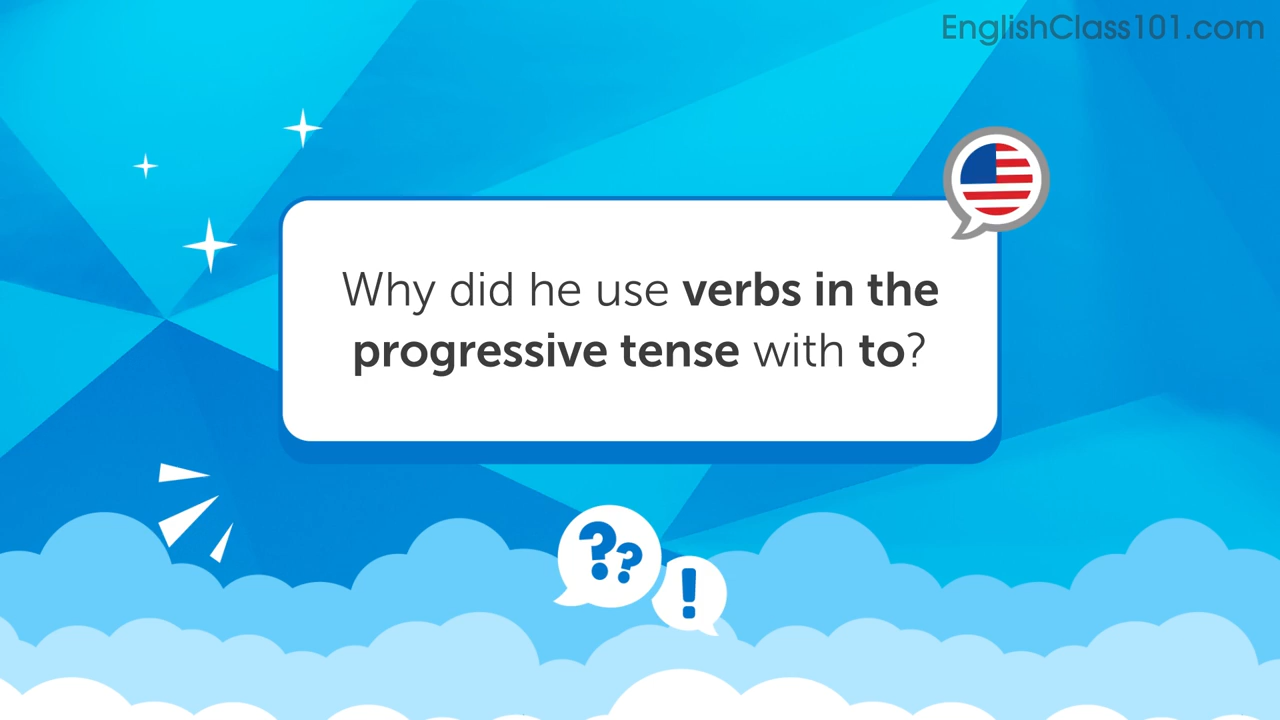 EnglishClass101.com
Why did he use verbs in the
progressive tense with to?
??
!